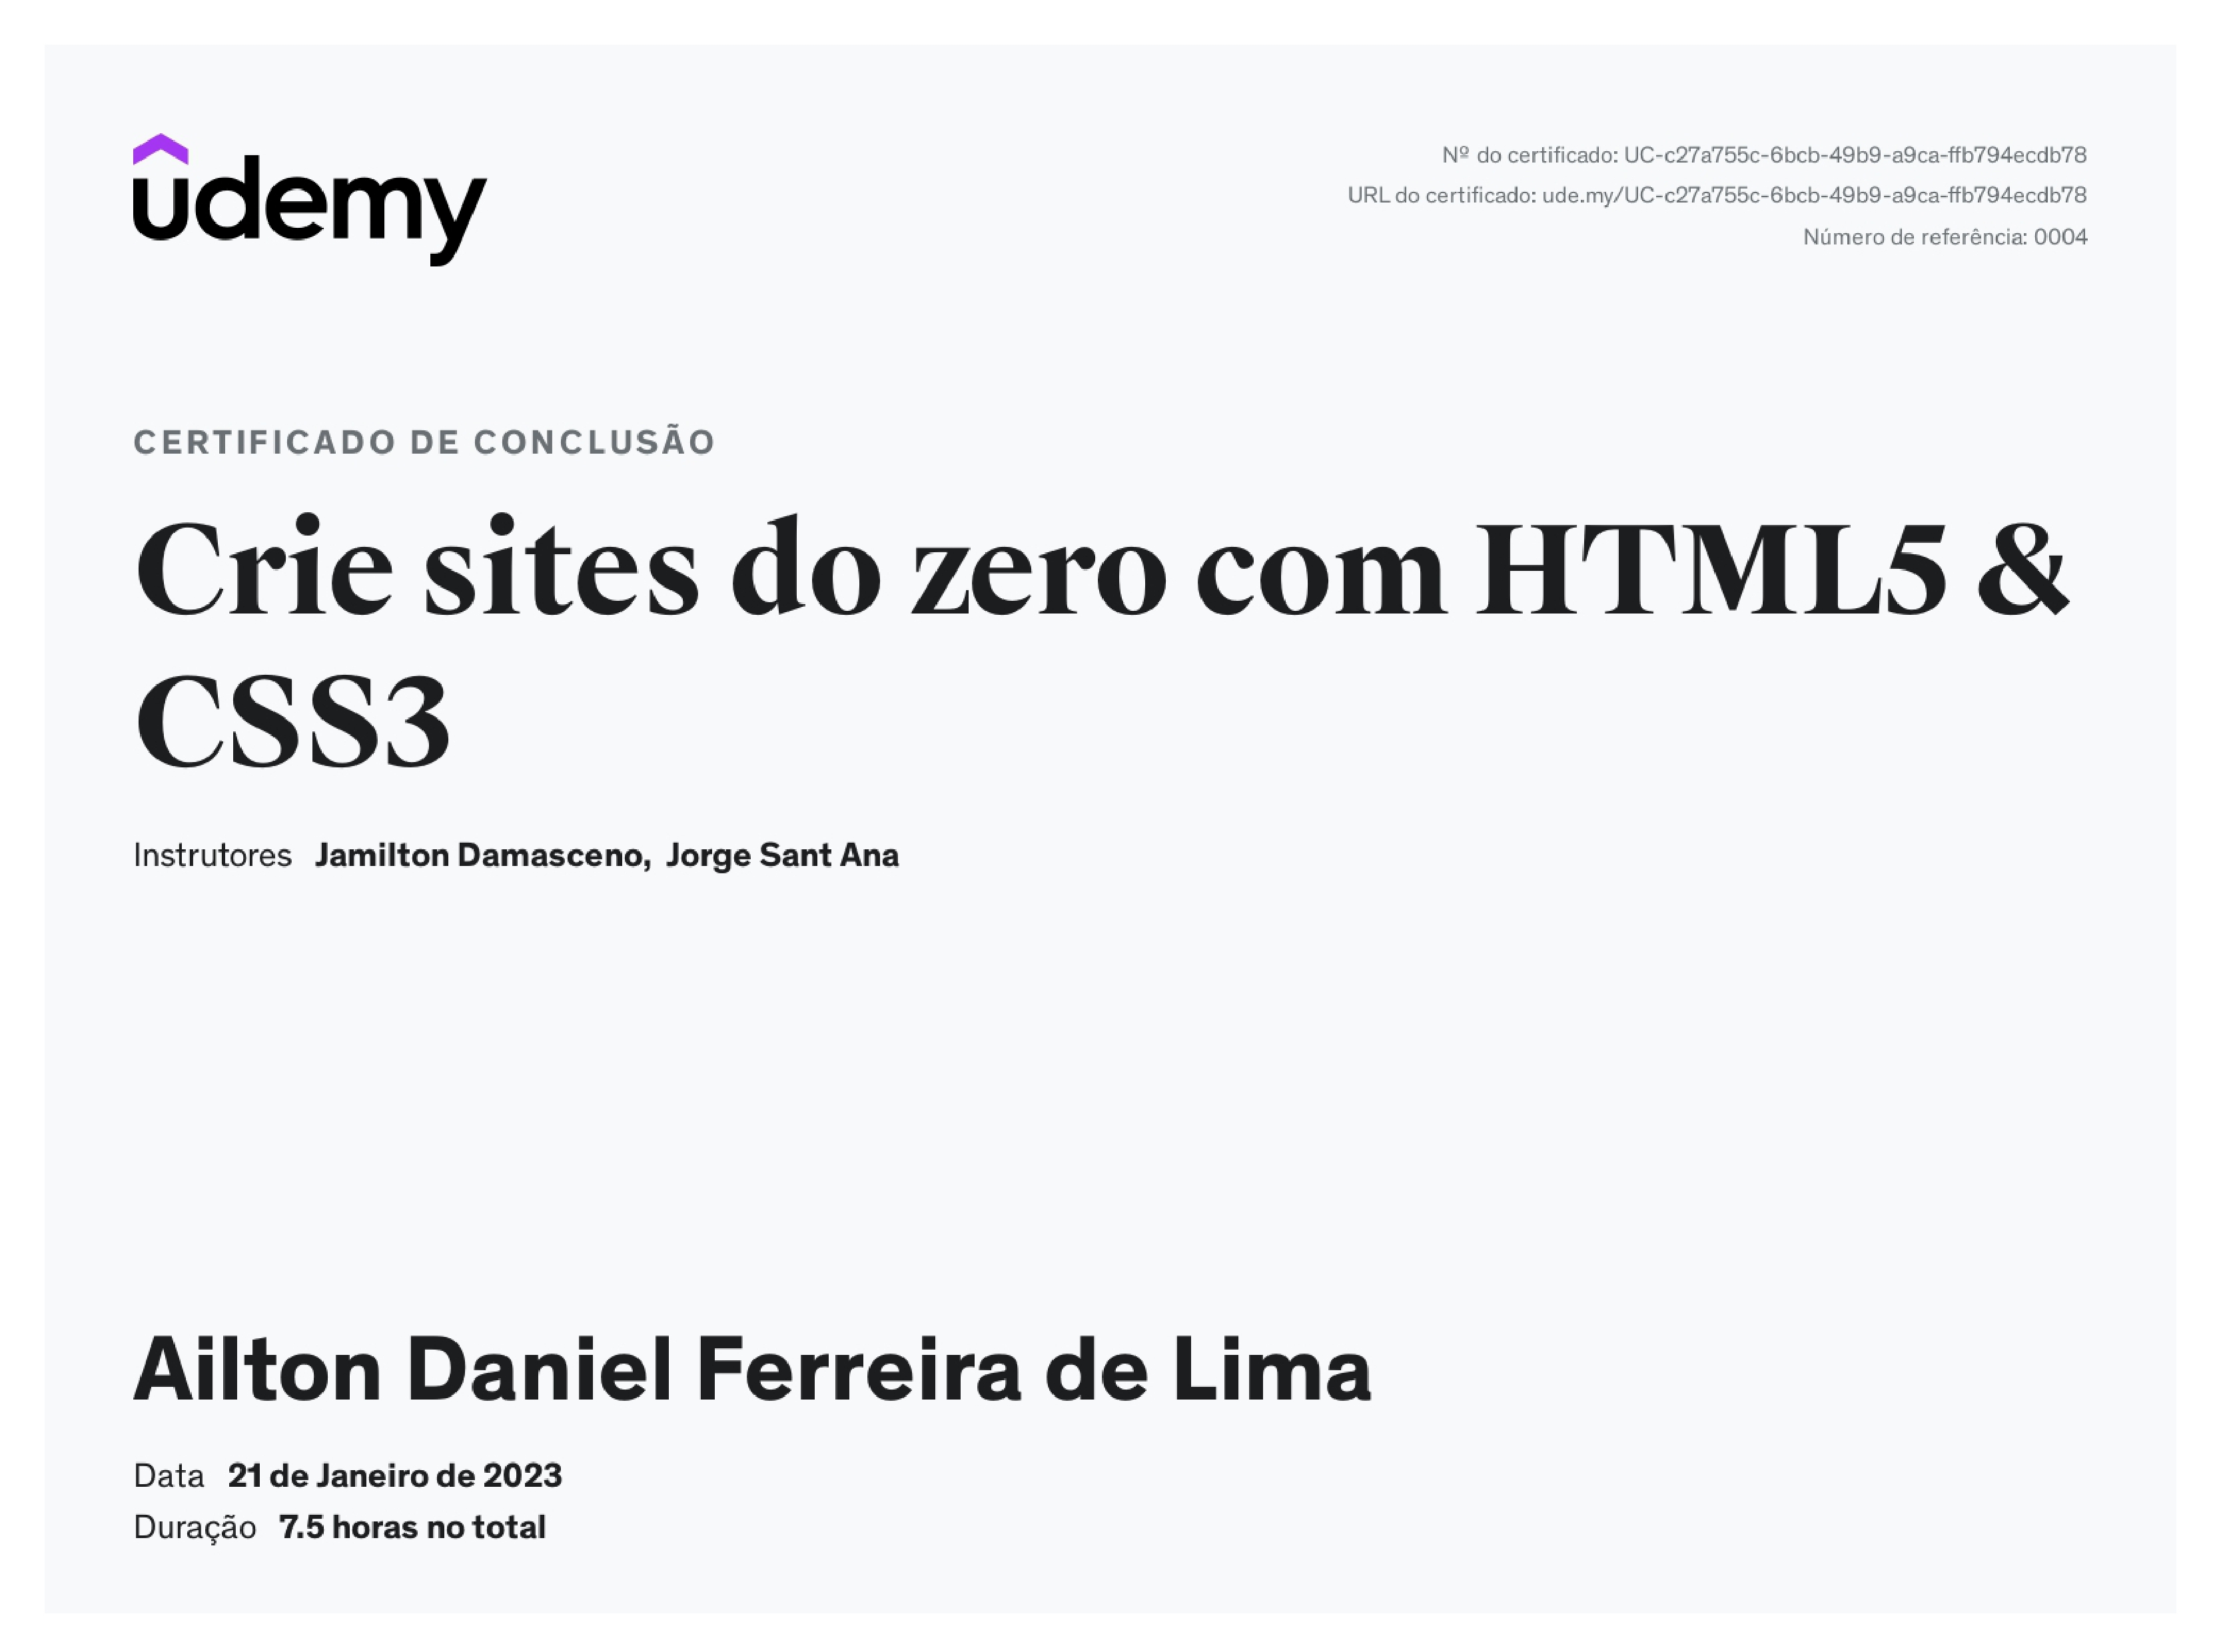 udemy
Nº do certificado: UC-c27a755c-6bcb-49b9-a9ca-ffb794ecdb78
URL do certificado: ude.my/UC-c27a755c-6bcb-49b9-a9ca-ffb794ecdb78
Número de referência: 0004
CERTIFICADO DE CONCLUSÃO
Crie sites do zero com HTML5 &
CSS3
Instrutores Jamilton Damasceno, Jorge Sant Ana
Ailton Daniel Ferreira de Lima
Data 21 de Janeiro de 2023
Duração 7.5 horas no total